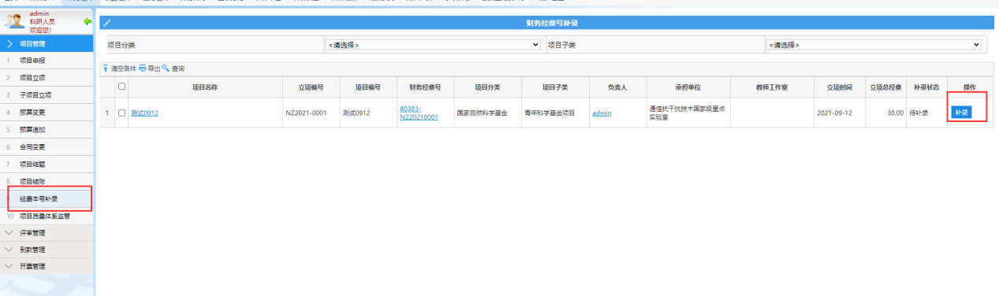 admin
科研人员
欢迎您!
项目管理
1 项目申报
2 项目立项
3 子项目立项
4 预算变更
5 预算追加
6 合同变更
7 项目结题
8 项目结账
经费本号补录
10 项目质量体系监管
评审管理
到款管理
开票管理
财务经费号补录
项目分类 <请选择> 项目子类 <请选择>
清空条件 导出 查询
项目名称 立项编号 项目编号 财务经费号 项目分类 项目子类 负责人 承担单位 教师工作室 立项时间 立项总经费 补录状态 操作
1 测试0912 NZ2021-0001 测试0912 80303- 国家自然科学基金 青年科学基金项目 admin 通信抗干扰技术国家级重点 2021-09-12 30.00 待补录 补录
NZ20210001 实验室